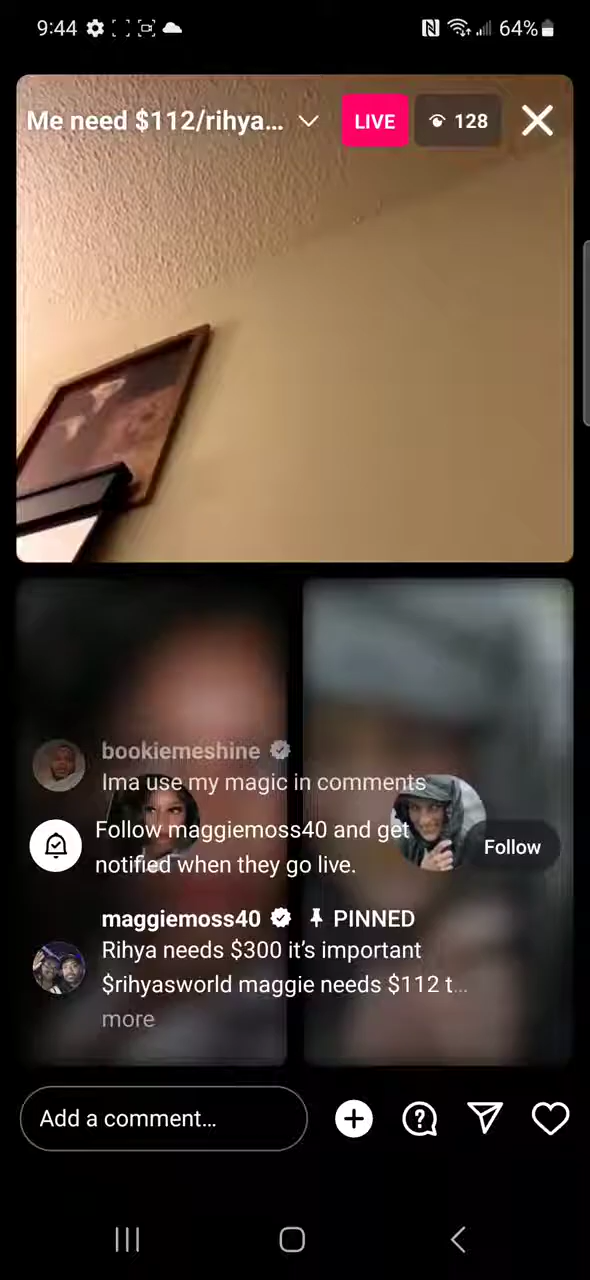 9:44
64%
Me need $112/rihya...
LIVE
128
bookiemeshine
Ima use my magic in comments
Follow maggiemoss40 and get
notified when they go live.
Follow
maggiemoss40 PINNED
Rihya needs $300 it's important
$rihyasworld maggie needs $112 t...
more
Add a comment...